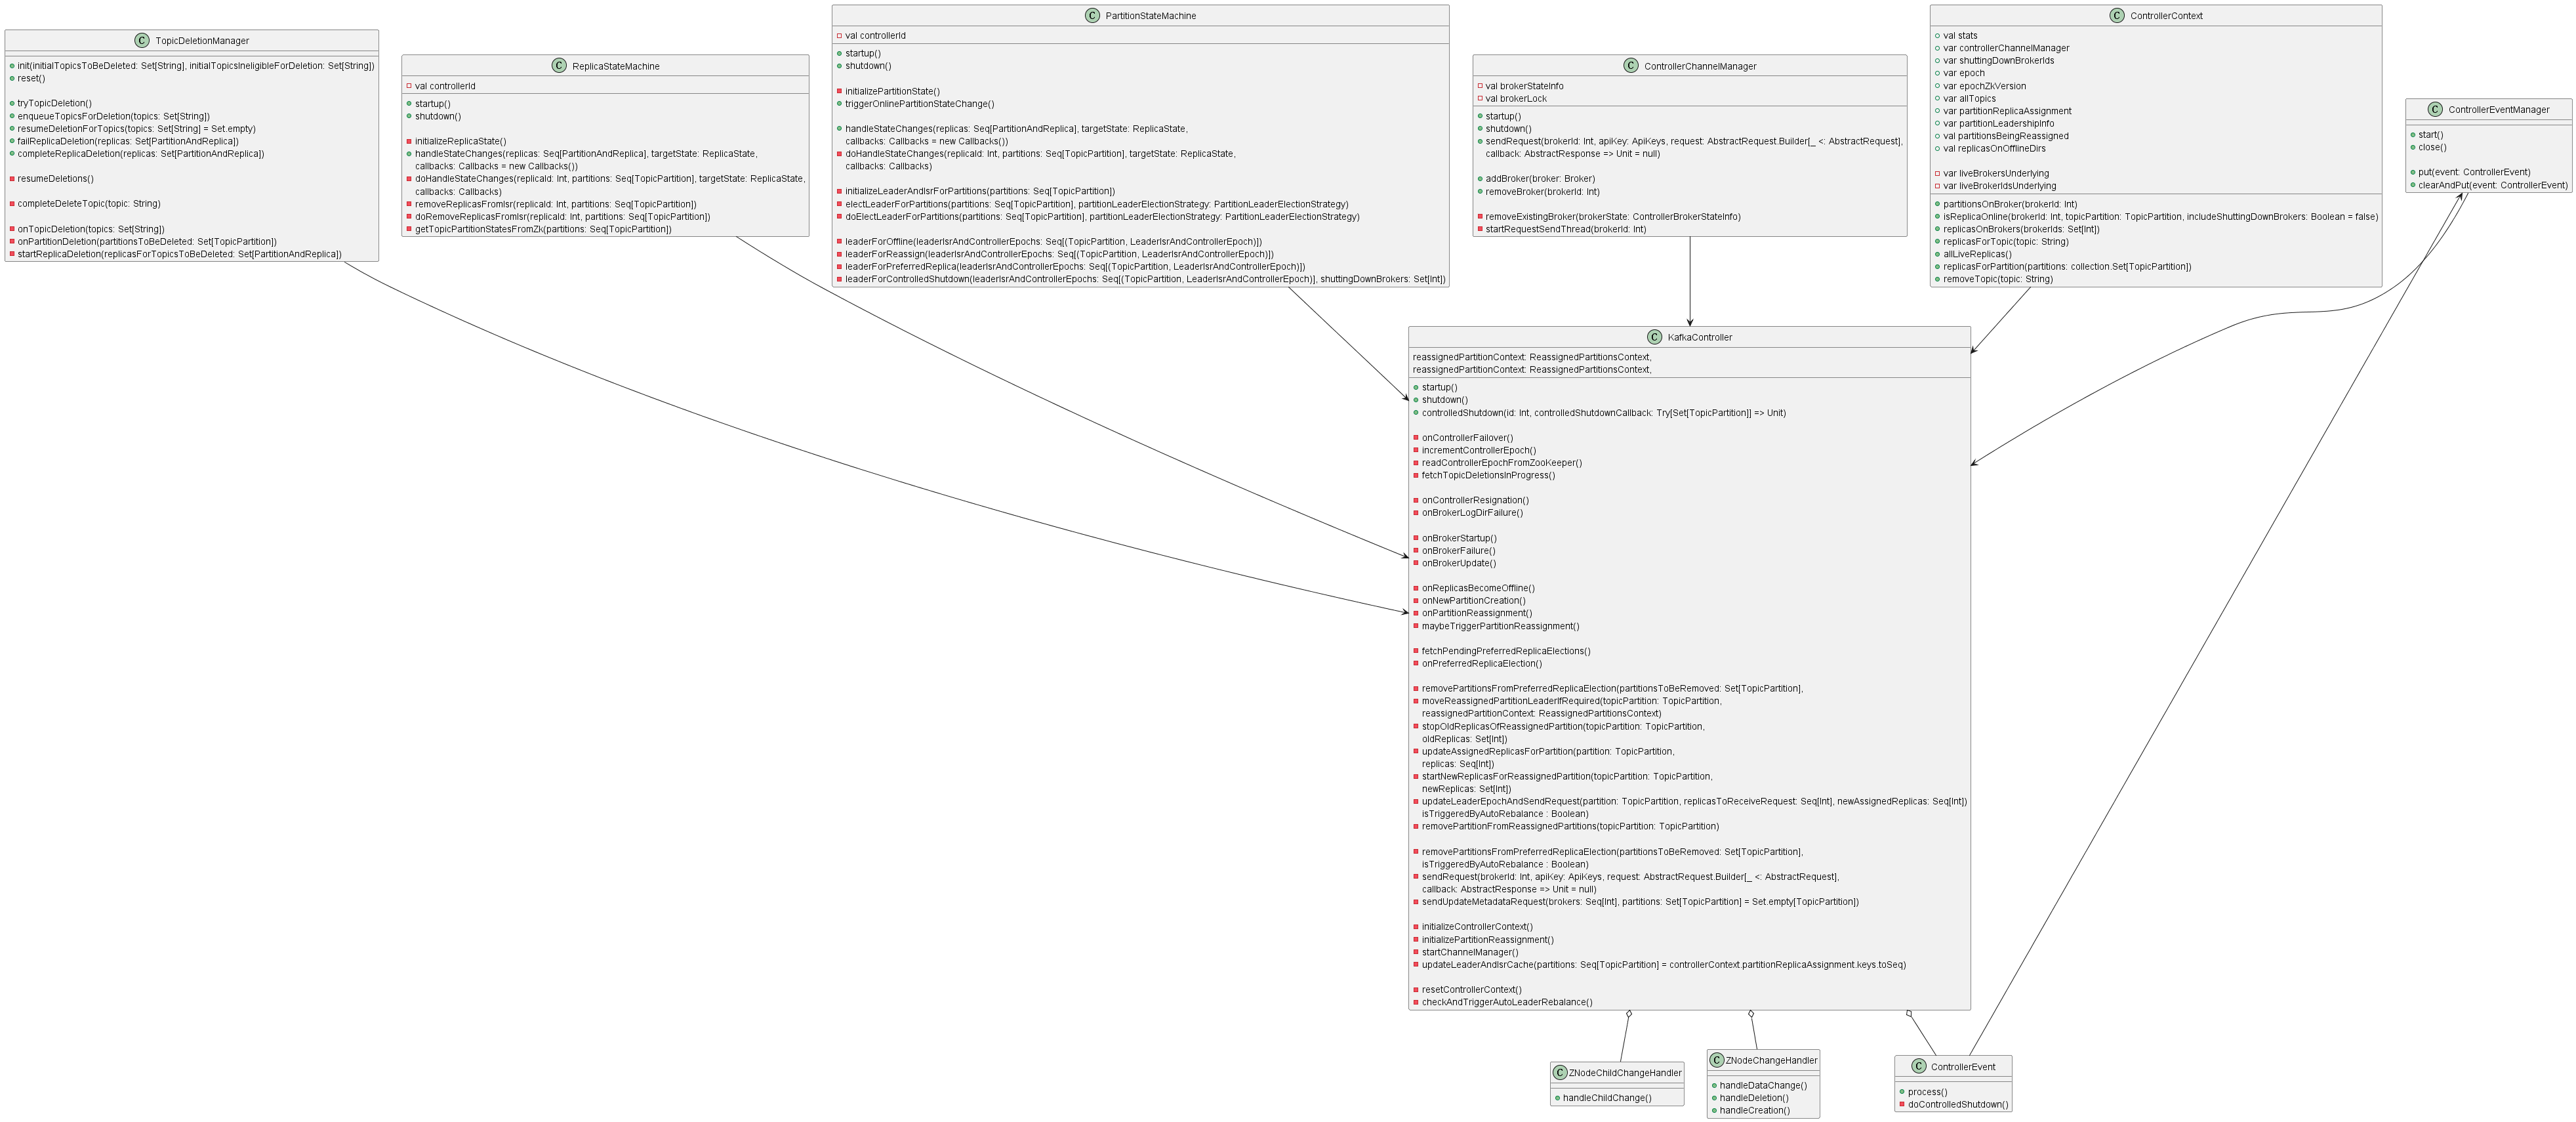 TopicDeletionManager
init(initialTopicsToBeDeleted: Set[String], initialTopicsIneligibleForDeletion: Set[String])
reset()
tryTopicDeletion()
enqueueTopicsForDeletion(topics: Set[String])
resumeDeletionForTopics(topics: Set[String] = Set.empty)
failReplicaDeletion(replicas: Set[PartitionAndReplica])
completeReplicaDeletion(replicas: Set[PartitionAndReplica])
resumeDeletions()
completeDeleteTopic(topic: String)
onTopicDeletion(topics: Set[String])
onPartitionDeletion(partitionsToBeDeleted: Set[TopicPartition])
startReplicaDeletion(replicasForTopicsToBeDeleted: Set[PartitionAndReplica])
ReplicaStateMachine
val controllerId
startup()
shutdown()
initializeReplicaState()
handleStateChanges(replicas: Seq[PartitionAndReplica], targetState: ReplicaState,
callbacks: Callbacks = new Callbacks())
doHandleStateChanges(replicaId: Int, partitions: Seq[TopicPartition], targetState: ReplicaState,
callbacks: Callbacks)
removeReplicasFromIsr(replicaId: Int, partitions: Seq[TopicPartition])
doRemoveReplicasFromIsr(replicaId: Int, partitions: Seq[TopicPartition])
getTopicPartitionStatesFromZk(partitions: Seq[TopicPartition])
PartitionStateMachine
val controllerId
startup()
shutdown()
initializePartitionState()
triggerOnlinePartitionStateChange()
handleStateChanges(replicas: Seq[PartitionAndReplica], targetState: ReplicaState,
callbacks: Callbacks = new Callbacks())
doHandleStateChanges(replicaId: Int, partitions: Seq[TopicPartition], targetState: ReplicaState,
callbacks: Callbacks)
initializeLeaderAndIsrForPartitions(partitions: Seq[TopicPartition])
electLeaderForPartitions(partitions: Seq[TopicPartition], partitionLeaderElectionStrategy: PartitionLeaderElectionStrategy)
doElectLeaderForPartitions(partitions: Seq[TopicPartition], partitionLeaderElectionStrategy: PartitionLeaderElectionStrategy)
leaderForOffline(leaderIsrAndControllerEpochs: Seq[(TopicPartition, LeaderIsrAndControllerEpoch)])
leaderForReassign(leaderIsrAndControllerEpochs: Seq[(TopicPartition, LeaderIsrAndControllerEpoch)])
leaderForPreferredReplica(leaderIsrAndControllerEpochs: Seq[(TopicPartition, LeaderIsrAndControllerEpoch)])
leaderForControlledShutdown(leaderIsrAndControllerEpochs: Seq[(TopicPartition, LeaderIsrAndControllerEpoch)], shuttingDownBrokers: Set[Int])
ControllerChannelManager
val brokerStateInfo
val brokerLock
startup()
shutdown()
sendRequest(brokerId: Int, apiKey: ApiKeys, request: AbstractRequest.Builder[_ <: AbstractRequest],
callback: AbstractResponse => Unit = null)
addBroker(broker: Broker)
removeBroker(brokerId: Int)
removeExistingBroker(brokerState: ControllerBrokerStateInfo)
startRequestSendThread(brokerId: Int)
ControllerContext
val stats
var controllerChannelManager
var shuttingDownBrokerIds
var epoch
var epochZkVersion
var allTopics
var partitionReplicaAssignment
var partitionLeadershipInfo
val partitionsBeingReassigned
val replicasOnOfflineDirs
var liveBrokersUnderlying
var liveBrokerIdsUnderlying
partitionsOnBroker(brokerId: Int)
isReplicaOnline(brokerId: Int, topicPartition: TopicPartition, includeShuttingDownBrokers: Boolean = false)
replicasOnBrokers(brokerIds: Set[Int])
replicasForTopic(topic: String)
allLiveReplicas()
replicasForPartition(partitions: collection.Set[TopicPartition])
removeTopic(topic: String)
ControllerEventManager
start()
close()
put(event: ControllerEvent)
clearAndPut(event: ControllerEvent)
KafkaController
reassignedPartitionContext: ReassignedPartitionsContext,
reassignedPartitionContext: ReassignedPartitionsContext,
startup()
shutdown()
controlledShutdown(id: Int, controlledShutdownCallback: Try[Set[TopicPartition]] => Unit)
onControllerFailover()
incrementControllerEpoch()
readControllerEpochFromZooKeeper()
fetchTopicDeletionsInProgress()
onControllerResignation()
onBrokerLogDirFailure()
onBrokerStartup()
onBrokerFailure()
onBrokerUpdate()
onReplicasBecomeOffline()
onNewPartitionCreation()
onPartitionReassignment()
maybeTriggerPartitionReassignment()
fetchPendingPreferredReplicaElections()
onPreferredReplicaElection()
removePartitionsFromPreferredReplicaElection(partitionsToBeRemoved: Set[TopicPartition],
moveReassignedPartitionLeaderIfRequired(topicPartition: TopicPartition,
reassignedPartitionContext: ReassignedPartitionsContext)
stopOldReplicasOfReassignedPartition(topicPartition: TopicPartition,
oldReplicas: Set[Int])
updateAssignedReplicasForPartition(partition: TopicPartition,
replicas: Seq[Int])
startNewReplicasForReassignedPartition(topicPartition: TopicPartition,
newReplicas: Set[Int])
updateLeaderEpochAndSendRequest(partition: TopicPartition, replicasToReceiveRequest: Seq[Int], newAssignedReplicas: Seq[Int])
isTriggeredByAutoRebalance : Boolean)
removePartitionFromReassignedPartitions(topicPartition: TopicPartition)
removePartitionsFromPreferredReplicaElection(partitionsToBeRemoved: Set[TopicPartition],
isTriggeredByAutoRebalance : Boolean)
sendRequest(brokerId: Int, apiKey: ApiKeys, request: AbstractRequest.Builder[_ <: AbstractRequest],
callback: AbstractResponse => Unit = null)
sendUpdateMetadataRequest(brokers: Seq[Int], partitions: Set[TopicPartition] = Set.empty[TopicPartition])
initializeControllerContext()
initializePartitionReassignment()
startChannelManager()
updateLeaderAndIsrCache(partitions: Seq[TopicPartition] = controllerContext.partitionReplicaAssignment.keys.toSeq)
resetControllerContext()
checkAndTriggerAutoLeaderRebalance()
ZNodeChildChangeHandler
handleChildChange()
ZNodeChangeHandler
handleDataChange()
handleDeletion()
handleCreation()
ControllerEvent
process()
doControlledShutdown()